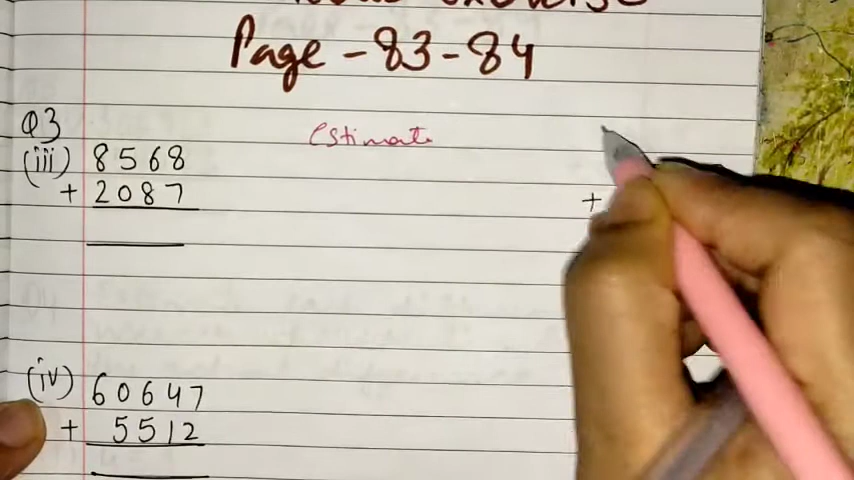 Page - 83-84
Q3
estimate
(iii) 8568
+ 2087
+
(iv) 60647
+ 5512